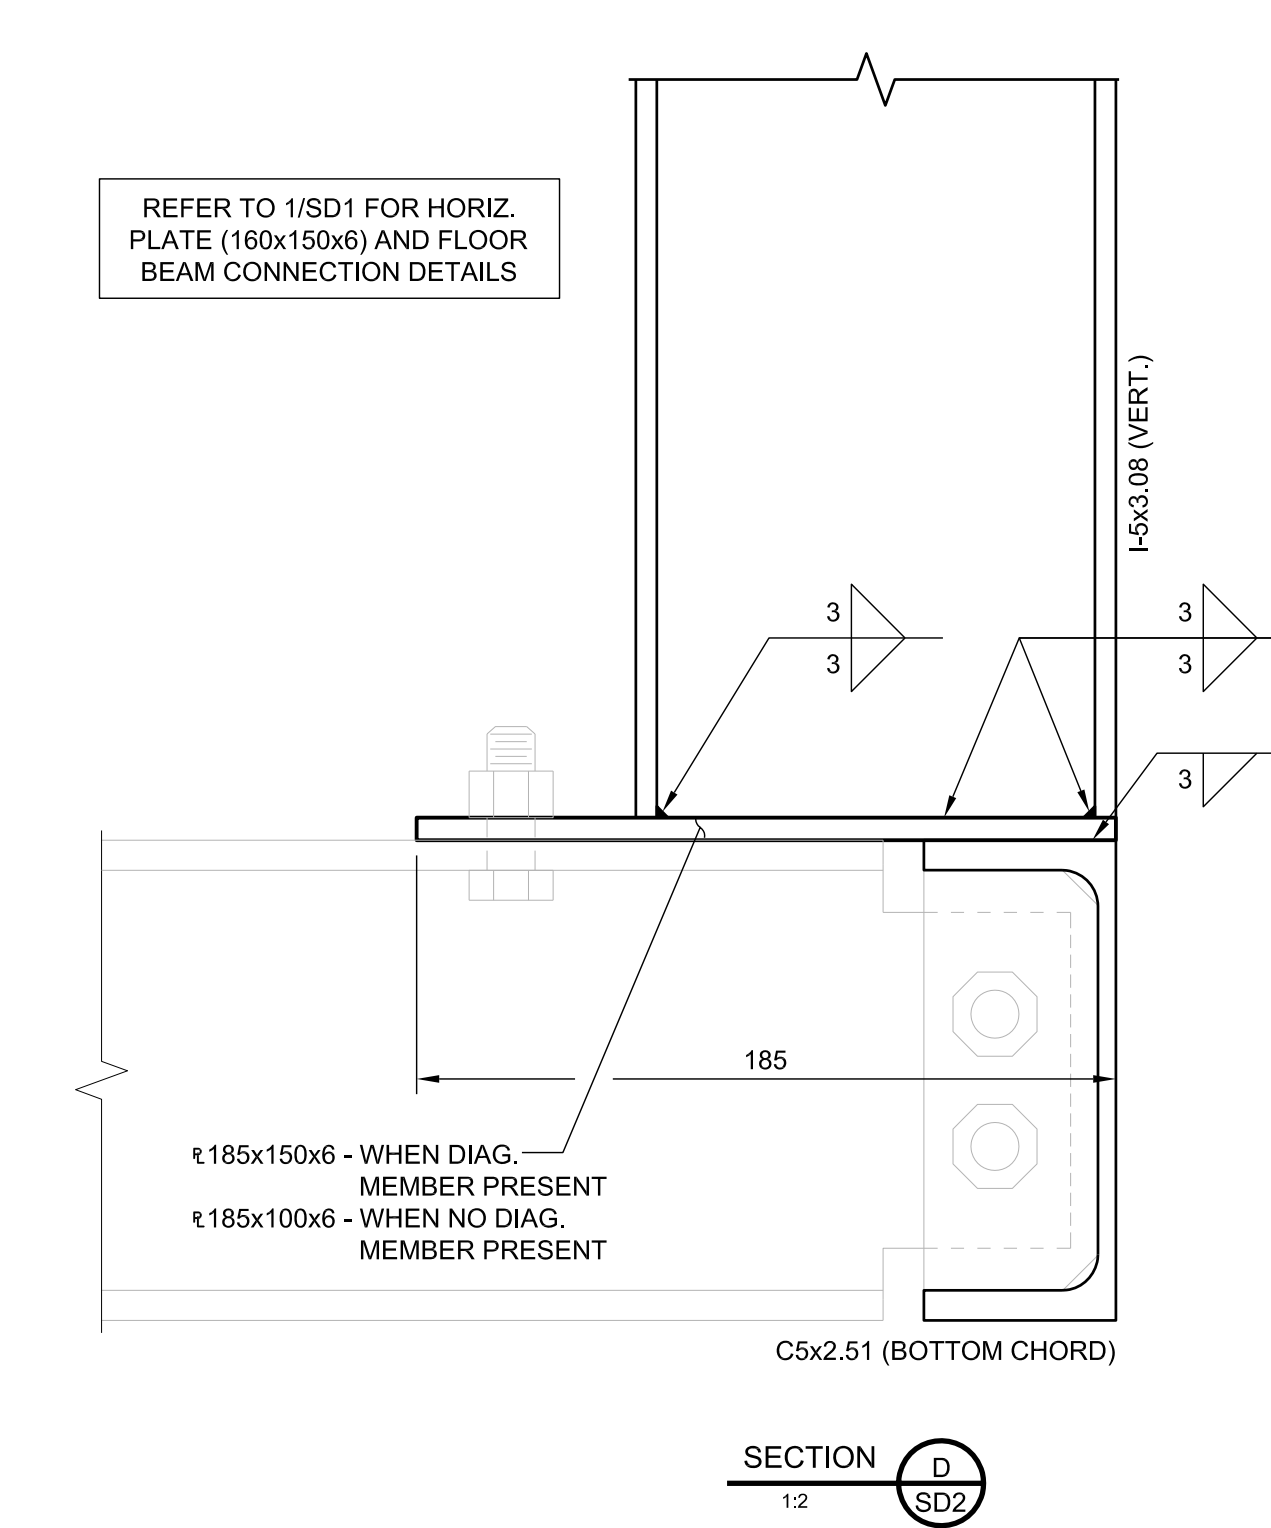 REFER TO 1/SD1 FOR HORIZ.
PLATE (160x150x6) AND FLOOR
BEAM CONNECTION DETAILS
I-5x3.08 (VERT.)
3
3
3
3
3
185
℄185x150x6 - WHEN DIAG.
MEMBER PRESENT
℄185x100x6 - WHEN NO DIAG.
MEMBER PRESENT
C5x2.51 (BOTTOM CHORD)
SECTION
1:2
D
SD2